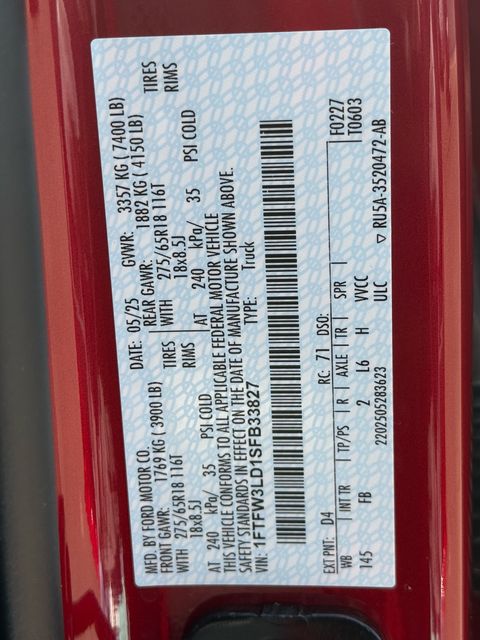 MFD. BY FORD MOTOR CO.
DATE: 05/25 GVWR: 3357 KG ( 7400 LB)
FRONT GAWR: 1769 KG ( 3900 LB) REAR GAWR: 1882 KG ( 4150 LB)
WITH 275/65R18 116T TIRES WITH 275/65R18 116T TIRES
18x8.5J RIMS 18x8.5J RIMS
AT 240 kPa/ 35 PSI COLD AT 240 kPa/ 35 PSI COLD
THIS VEHICLE CONFORMS TO ALL APPLICABLE FEDERAL MOTOR VEHICLE
SAFETY STANDARDS IN EFFECT ON THE DATE OF MANUFACTURE SHOWN ABOVE.
VIN: 1FTFW3LD1SFB33827 TYPE: Truck
F0227
T0603
EXT PNT: D4 RC: 71 DSO:
WB INT TR TP/PS R AXLE TR SPR
145 FB 2 L6 H VVCC
ULC
2202505283623 ▽ RU5A-3520472-AB